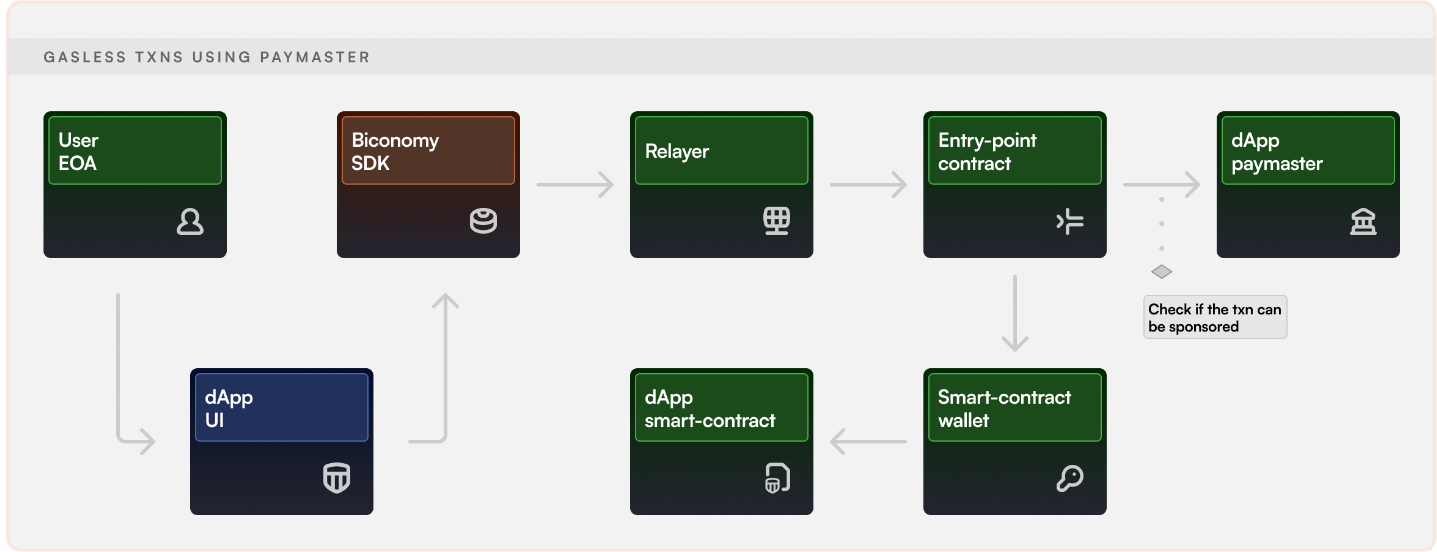 GASLESS TXNS USING PAYMASTER
User
EOA
Biconomy
SDK
Relayer
Entry-point
contract
dApp
paymaster
Check if the txn can
be sponsored
dApp
UI
dApp
smart-contract
Smart-contract
wallet